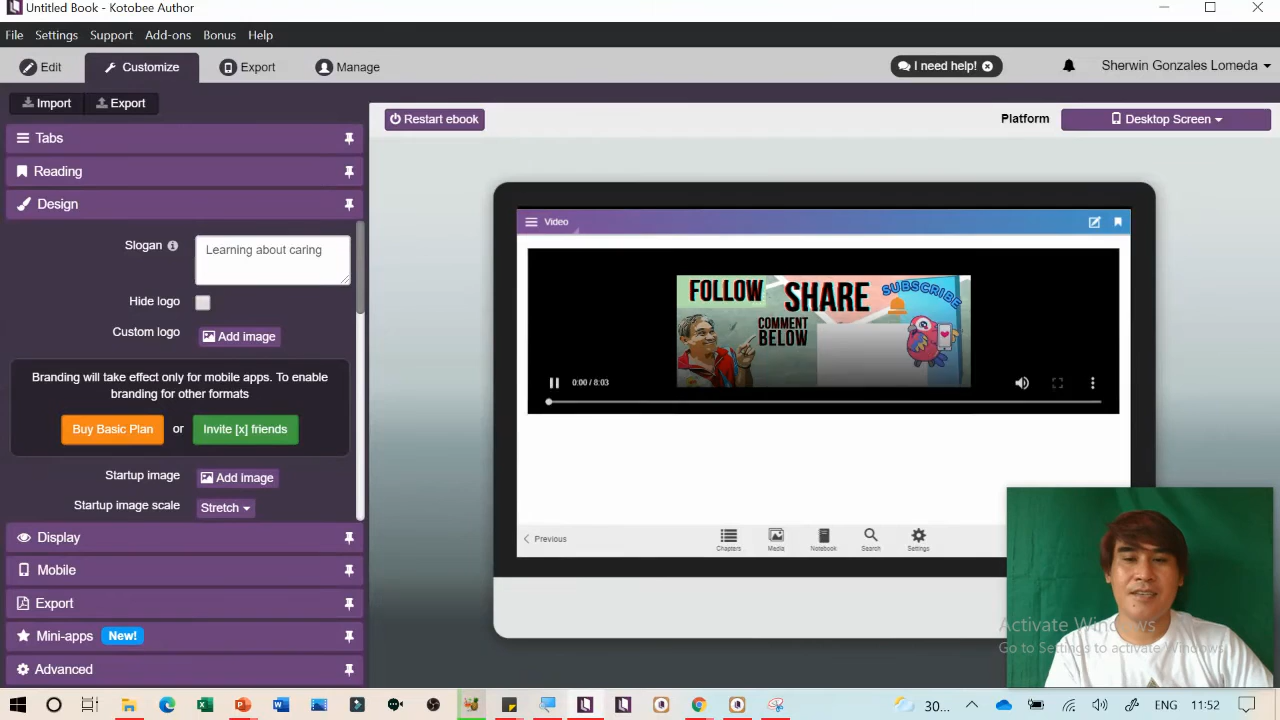 Untitled Book - Kotobee Author
File Settings Support Add-ons Bonus Help
Edit Customize Export Manage I need help! Sherwin Gonzales Lomeda
Import Export
Restart ebook Platform Desktop Screen
Tabs
Reading
Design
Slogan Learning about caring
Hide logo
Custom logo Add image
Branding will take effect only for mobile apps. To enable
branding for other formats
Buy Basic Plan or Invite [x] friends
Startup image Add image
Startup image scale Stretch
Display
Mobile
Export
Mini-apps New!
Advanced
Video
FOLLOW SHARE SUBSCRIBE
COMMENT
BELOW
0:00 / 8:03
Previous
Chapters Media Notebook Search Settings
Activate Windows
Go to Settings to activate Windows.
30... ENG 11:52